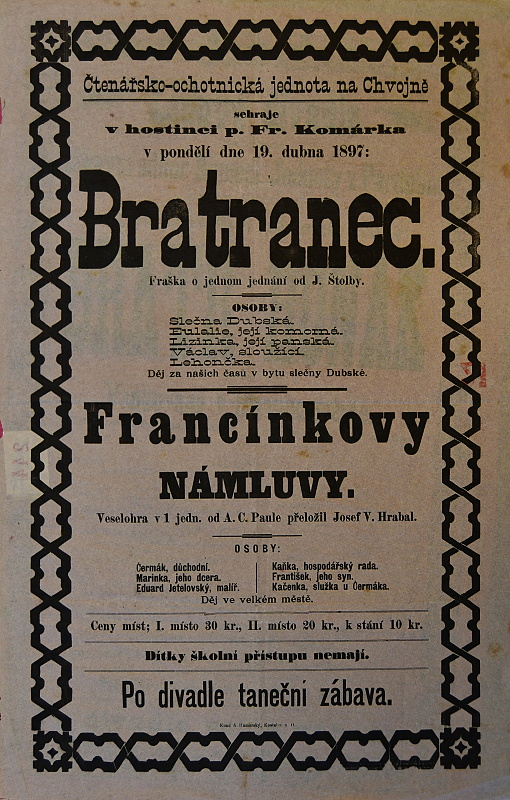 Čtenářsko-ochotnická jednota na Chvojně
sehraje
v hostinci p. Fr. Komárka
v pondělí dne 19. dubna 1897:
Bratranec.
Fraška o jednom jednání od J. Štolby.
OSOBY:
Slečna Dubská.
Eulalie, její komorná.
Lizinka, její panská.
Václav, sloužící.
Lehončka.
Děj za našich časů v bytu slečny Dubské.
Francínkovy
NÁMLUVY.
Veselohra v 1 jedn. od A. C. Paule přeložil Josef V. Hrabal.
OSOBY:
Čermák, důchodní.
Marinka, jeho dcera.
Eduard Jetelovský, malíř.
Kaňka, hospodářský rada.
František, jeho syn.
Kačenka, služka u Čermáka.
Děj ve velkém městě.
Ceny míst; I. místo 30 kr., II. místo 20 kr., k stání 10 kr.
Dítky školní přístupu nemají.
Po divadle taneční zábava.